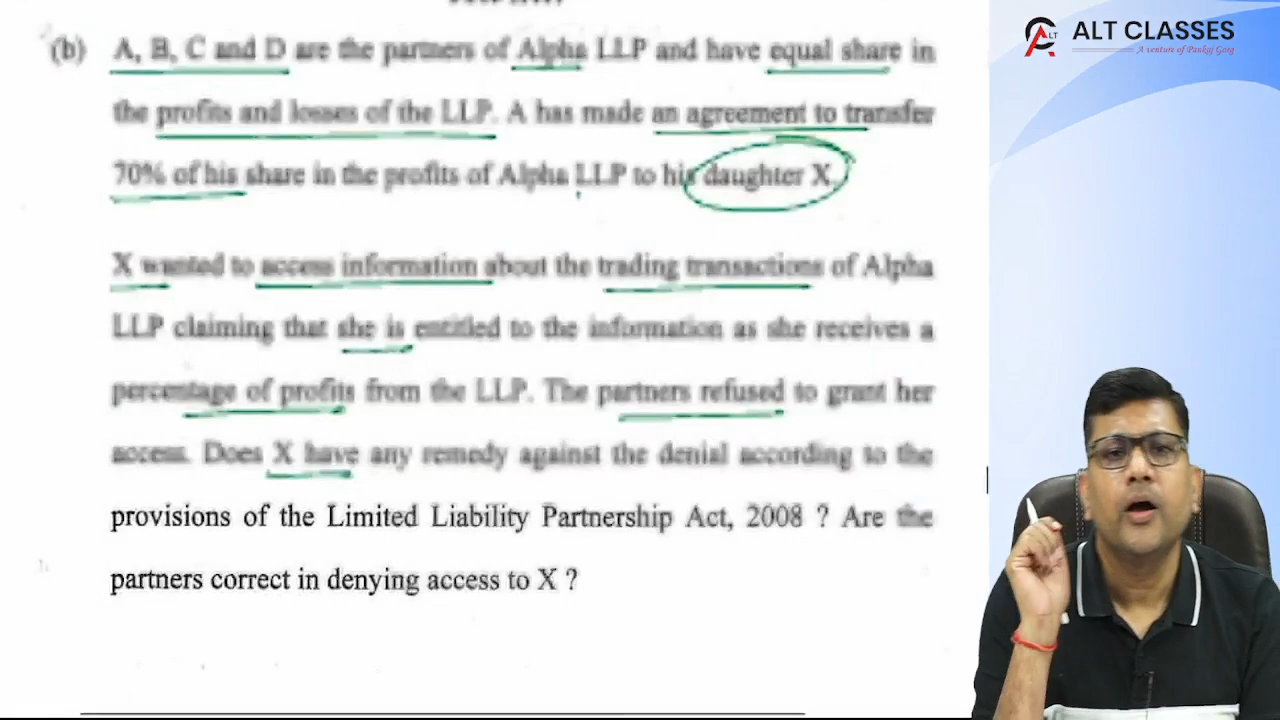 ALT CLASSES
A venture of Pankaj Garg
(b) A, B, C and D are the partners of Alpha LLP and have equal share in
the profits and losses of the LLP. A has made an agreement to transfer
70% of his share in the profits of Alpha LLP to his daughter X.
X wanted to access information about the trading transactions of Alpha
LLP claiming that she is entitled to the information as she receives a
percentage of profits from the LLP. The partners refused to grant her
access. Does X have any remedy against the denial according to the
provisions of the Limited Liability Partnership Act, 2008 ? Are the
partners correct in denying access to X ?